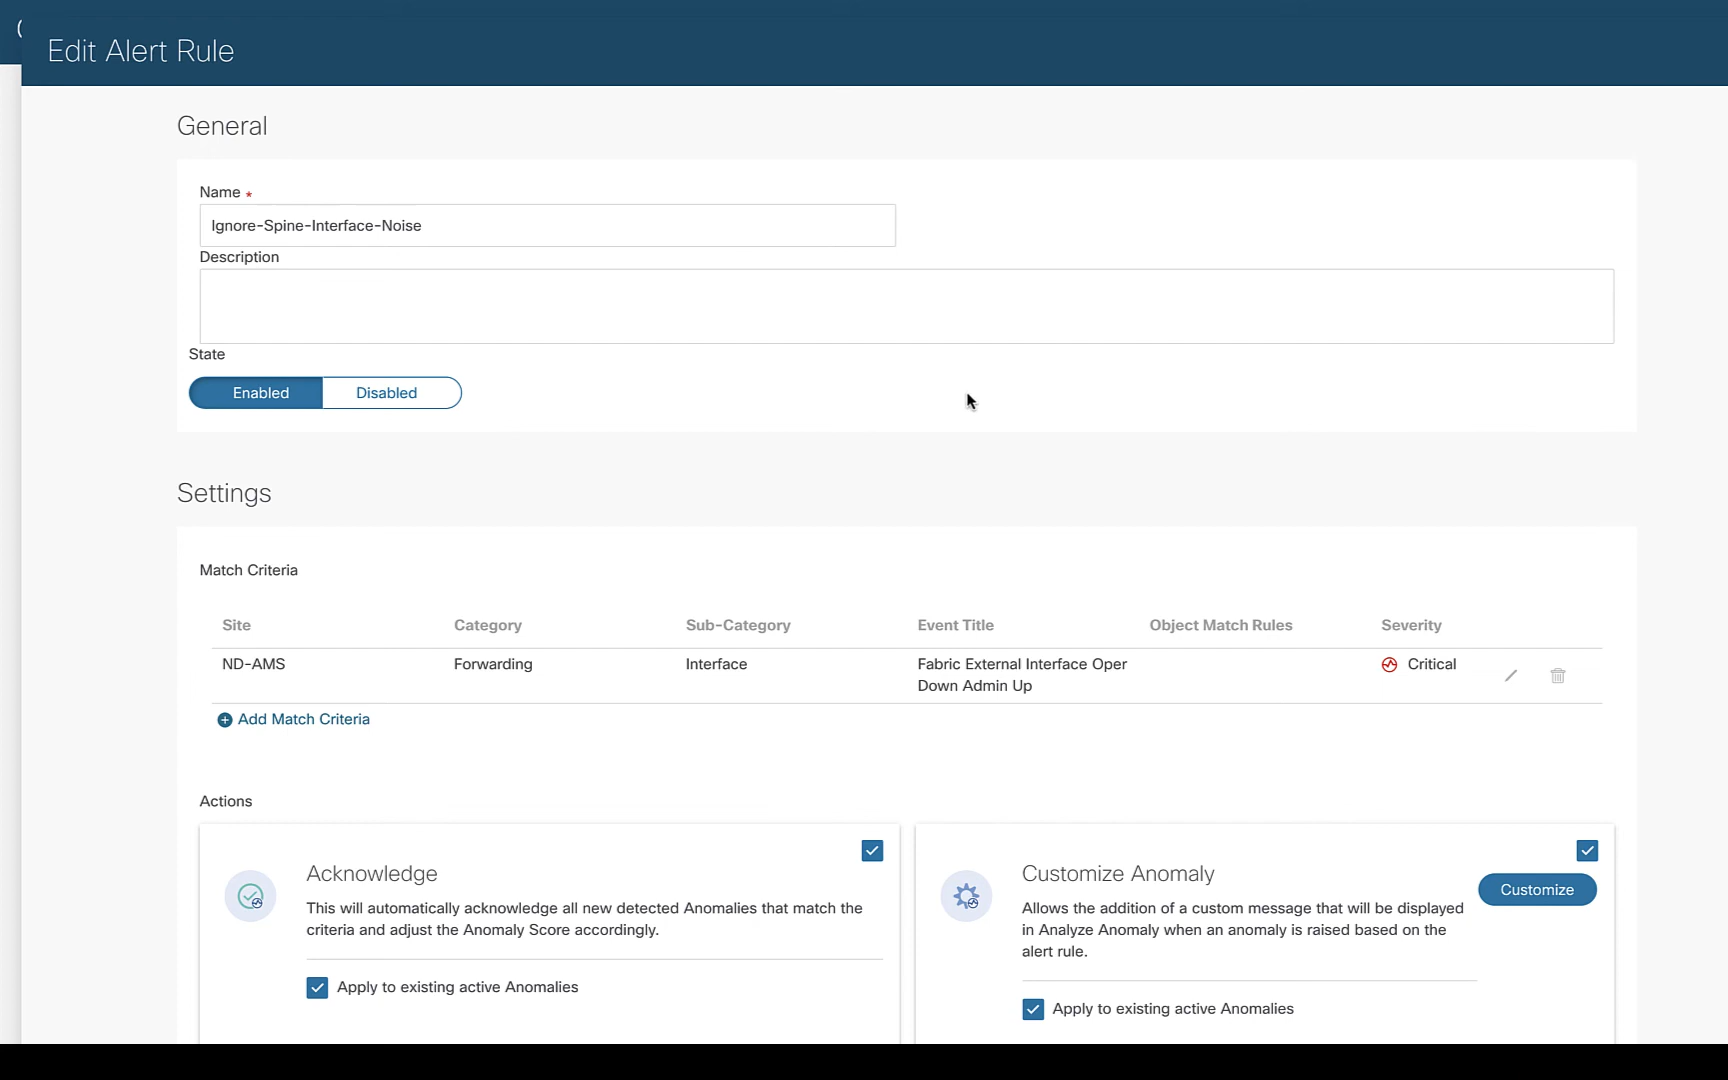 Edit Alert Rule
General
Name *
Ignore-Spine-Interface-Noise
Description
State
Enabled Disabled
Settings
Match Criteria
Site Category Sub-Category Event Title Object Match Rules Severity
ND-AMS Forwarding Interface Fabric External Interface Oper Critical
Down Admin Up
Add Match Criteria
Actions
Acknowledge
This will automatically acknowledge all new detected Anomalies that match the
criteria and adjust the Anomaly Score accordingly.
Apply to existing active Anomalies
Customize Anomaly
Customize
Allows the addition of a custom message that will be displayed
in Analyze Anomaly when an anomaly is raised based on the
alert rule.
Apply to existing active Anomalies